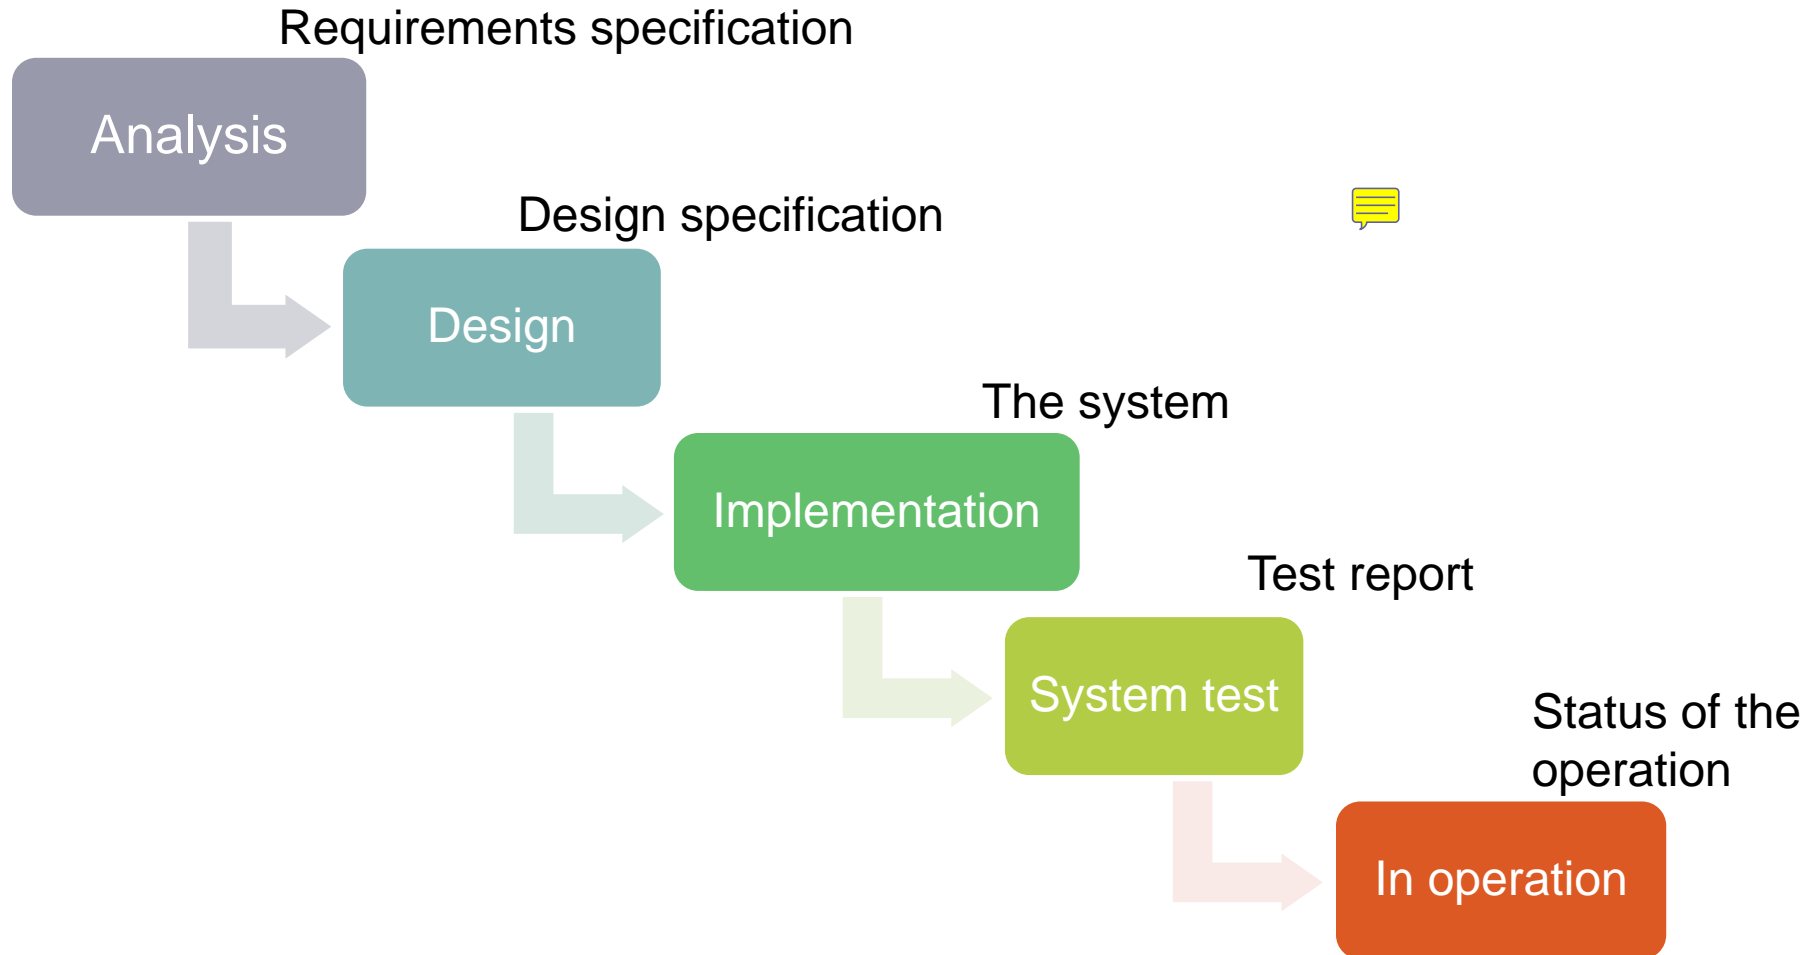 Requirements specification
Analysis
Design specification
Design
The system
Implementation
Test report
System test
Status of the
operation
In operation